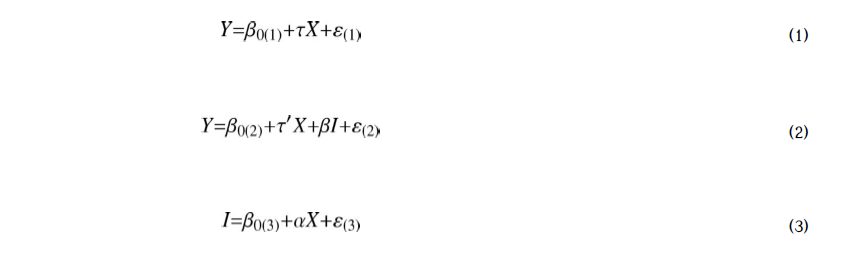 Y=β₀₍₁₎+τX+ε₍₁₎, (1)
Y=β₀₍₂₎+τ′X+βI+ε₍₂₎, (2)
I=β₀₍₃₎+αX+ε₍₃₎ (3)